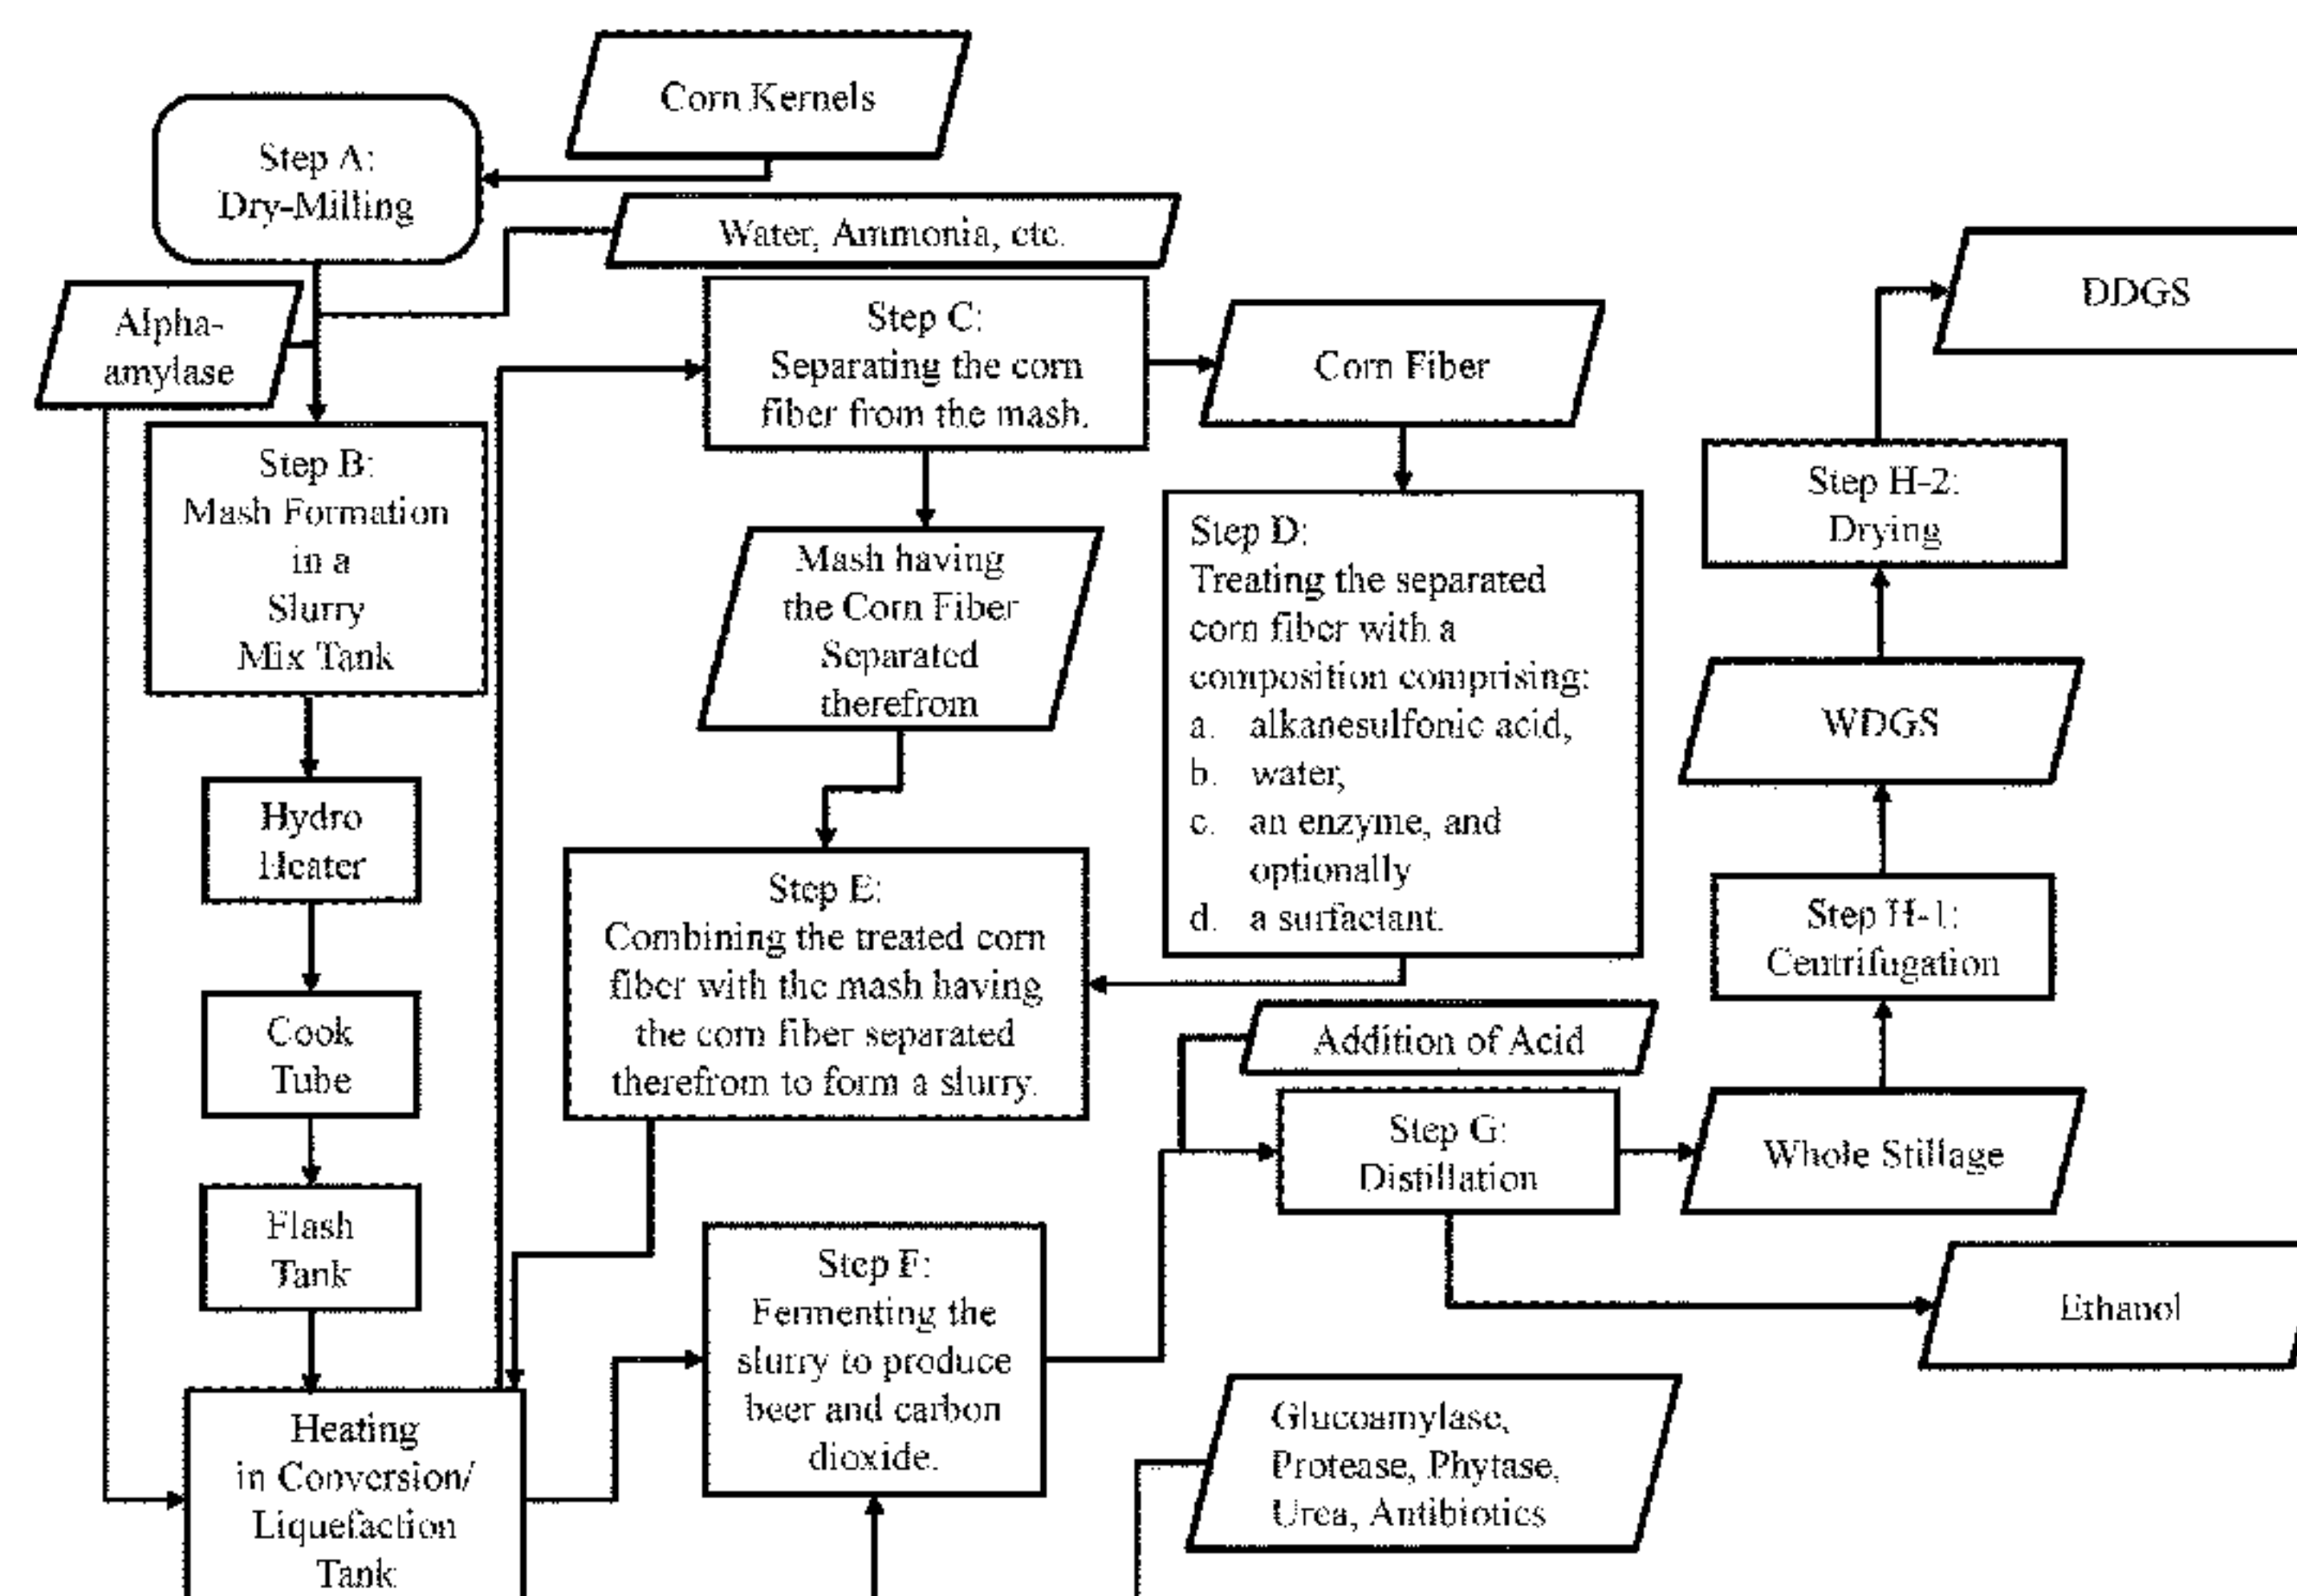 Corn Kernels
Step A:
Dry-Milling
Water, Ammonia, etc.
Alpha-
amylase
Step B:
Mash Formation
in a
Slurry
Mix Tank
Hydro
Heater
Cook
Tube
Flash
Tank
Heating
in Conversion/
Liquefaction
Tank
Step C:
Separating the corn
fiber from the mash.
Corn Fiber
Mash having
the Corn Fiber
Separated
therefrom
Step D:
Treating the separated
corn fiber with a
composition comprising:
a. alkanesulfonic acid,
b. water,
c. an enzyme, and
optionally
d. a surfactant.
Step E:
Combining the treated corn
fiber with the mash having
the corn fiber separated
therefrom to form a slurry.
Step F:
Fermenting the
slurry to produce
beer and carbon
dioxide.
Glucoamylase,
Protease, Phytase,
Urea, Antibiotics
Addition of Acid
Step G:
Distillation
Ethanol
Whole Stillage
Step H-1:
Centrifugation
WDGS
Step H-2:
Drying
DDGS